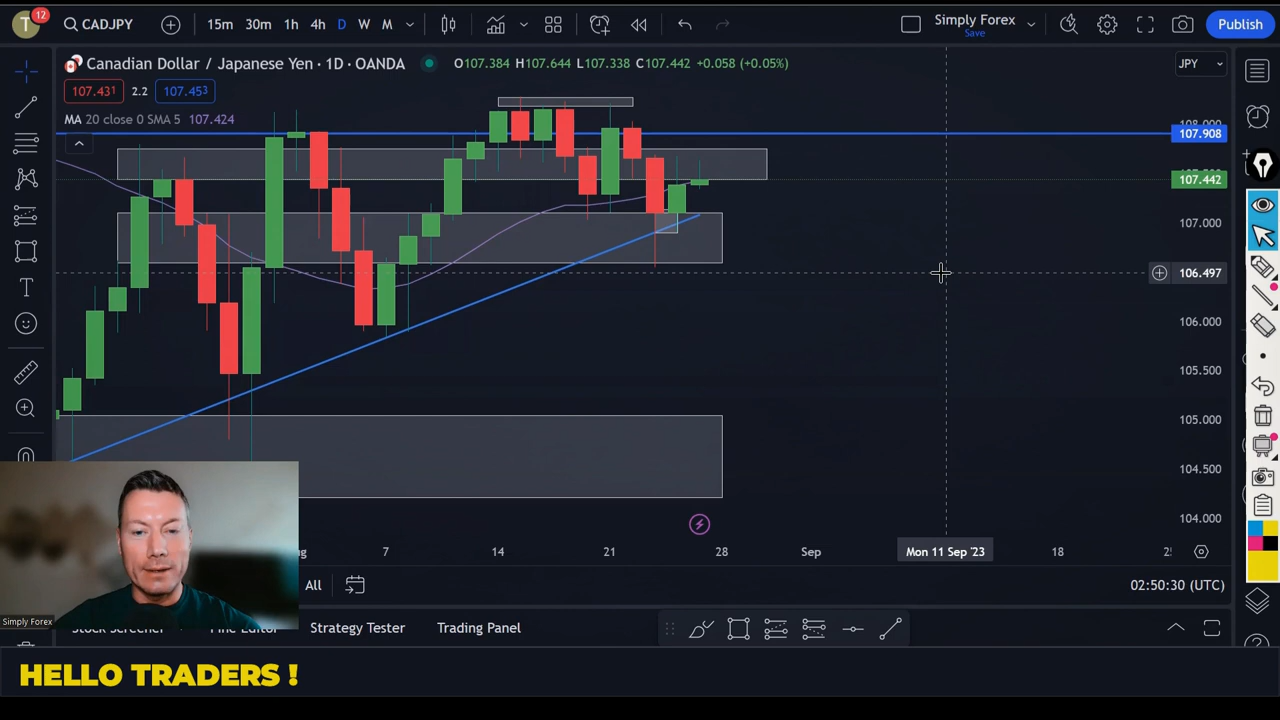 T
12
CADJPY
15m
30m
1h
4h
D
W
M
Simply Forex
Save
Publish
Canadian Dollar / Japanese Yen · 1D · OANDA
O107.384 H107.644 L107.338 C107.442 +0.058 (+0.05%)
JPY
107.431
2.2
107.453
MA 20 close 0 SMA 5 107.424
107.908
107.442
107.000
106.497
106.000
105.500
105.000
104.500
104.000
7
14
21
28
Sep
Mon 11 Sep '23
18
All
02:50:30 (UTC)
Simply Forex
Strategy Tester
Trading Panel
HELLO TRADERS !